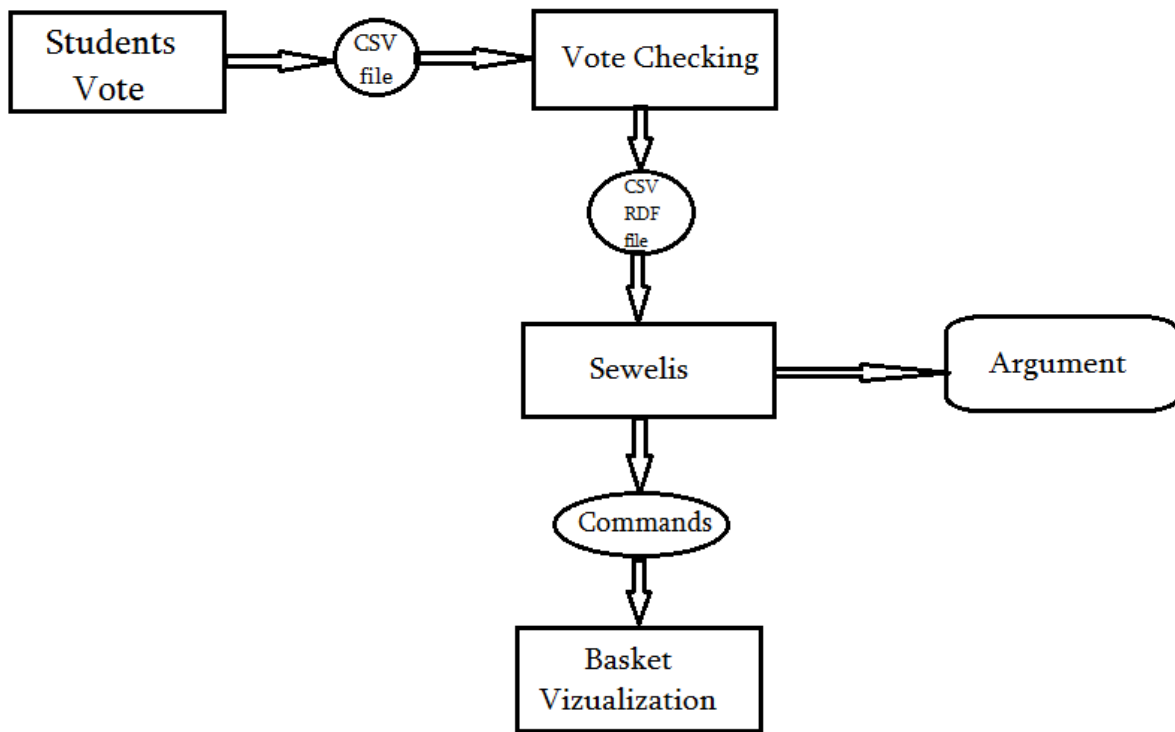 Students
Vote
CSV
file
Vote Checking
CSV
RDF
file
Sewelis
Argument
Commands
Basket
Vizualization